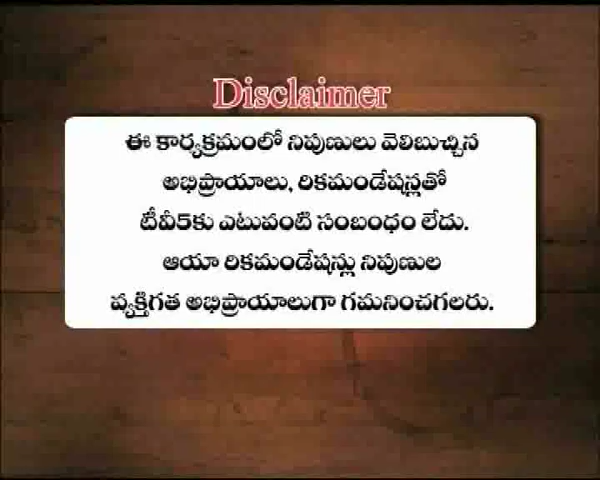 Disclaimer
ఈ కార్యక్రమంలో నిపుణులు వెలిబుచ్చిన
అభిప్రాయాలు, రికమండేషన్లతో
టీవీ5కు ఎటువంటి సంబంధం లేదు.
ఆయా రికమండేషన్లు నిపుణుల
వ్యక్తిగత అభిప్రాయాలుగా గమనించగలరు.